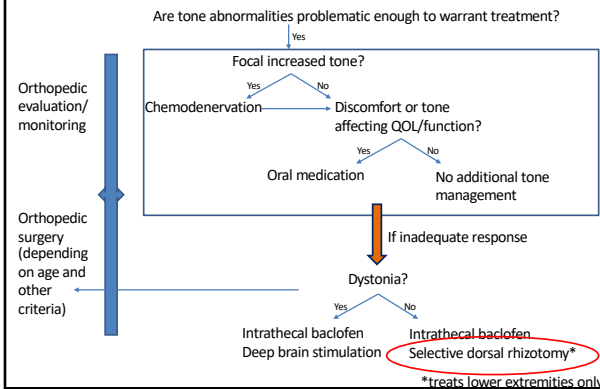 Are tone abnormalities problematic enough to warrant treatment?
Yes
Focal increased tone?
Yes
No
Orthopedic
evaluation/
monitoring
Chemodenervation
Discomfort or tone
affecting QOL/function?
Yes
No
Oral medication
No additional tone
management
If inadequate response
Orthopedic
surgery
(depending
on age and
other
criteria)
Dystonia?
Yes
No
Intrathecal baclofen
Deep brain stimulation
Intrathecal baclofen
Selective dorsal rhizotomy*
*treats lower extremities only